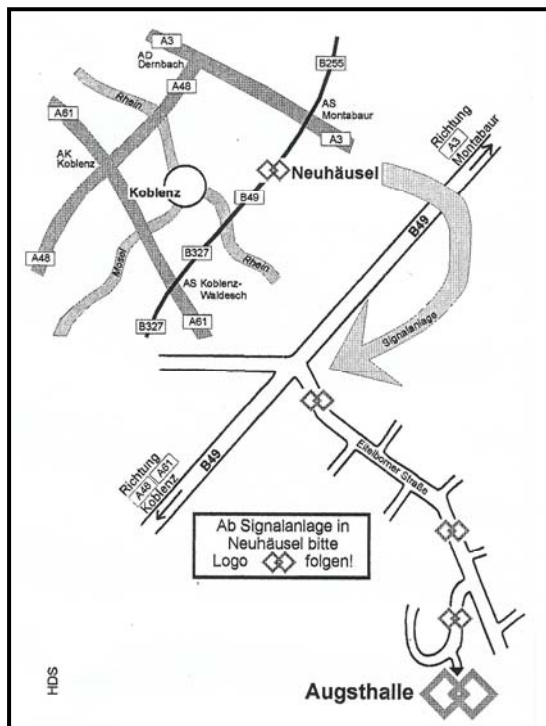 A3
AD
Dernbach
B255
Rhein
A48
A61
AS
Montabaur
A3
AK
Koblenz
Koblenz
Neuhäusel
B49
Richtung
A3
Montabaur
B49
A48
Mosel
B327
Rhein
AS Koblenz-
Waldesch
B327
A61
Signalanlage
Eitelborner Straße
B49
Richtung
A48 A61
Koblenz
Ab Signalanlage in
Neuhäusel bitte
Logo folgen!
HDS
Augsthalle